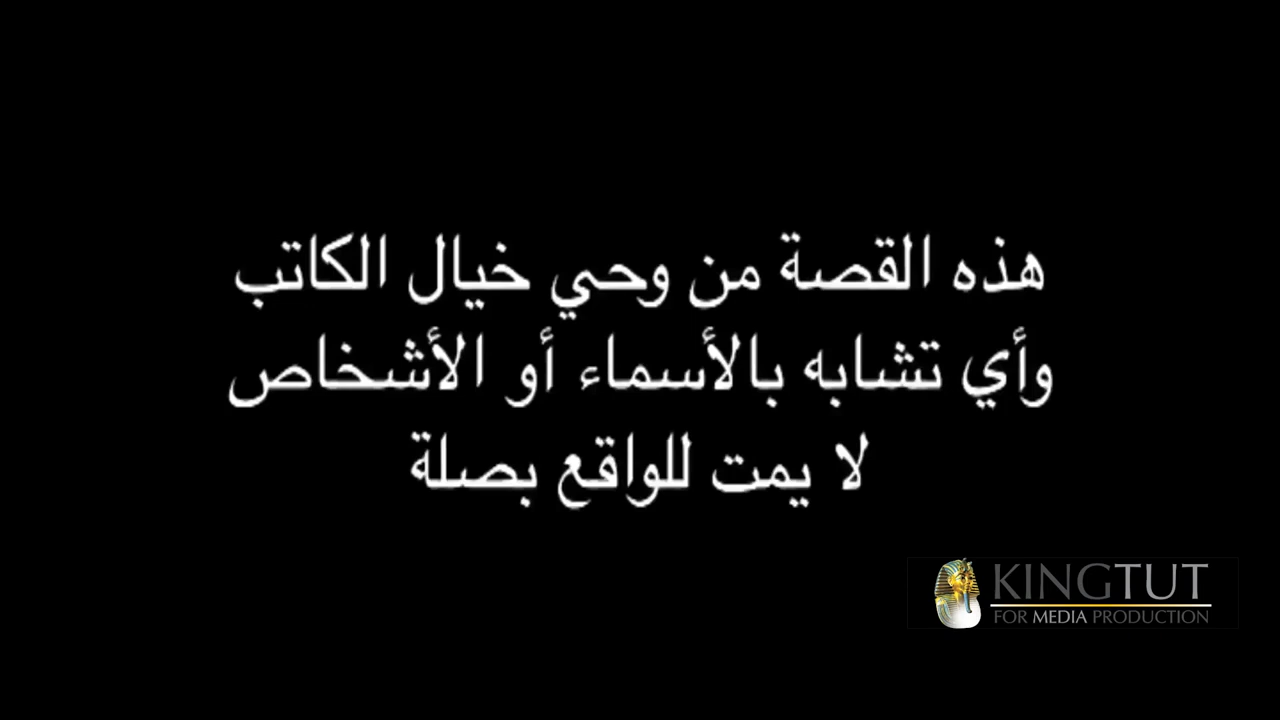 هذه القصة من وحي خيال الكاتب
وأي تشابه بالأسماء أو الأشخاص
لا يمت للواقع بصلة
KINGTUT
FOR MEDIA PRODUCTION